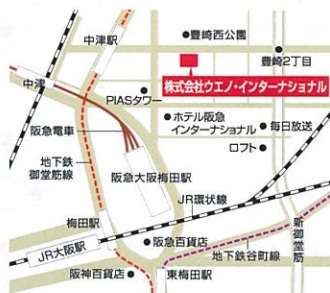 中津駅
豊崎西公園
豊崎2丁目
中津
株式会社ウエノ・インターナショナル
PIASタワー
ホテル阪急
インターナショナル
毎日放送
阪急電車
ロフト
地下鉄
御堂筋線
阪急大阪梅田駅
JR環状線
梅田駅
新御堂筋
阪急百貨店
JR大阪駅
地下鉄谷町線
阪神百貨店
東梅田駅